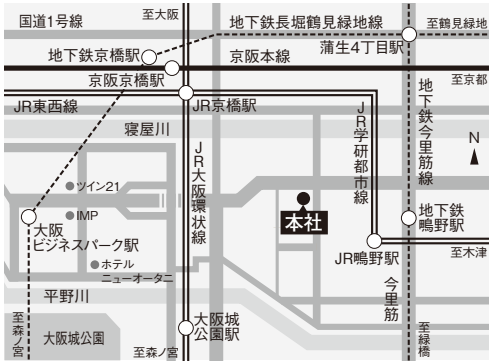 国道1号線
至大阪
地下鉄長堀鶴見緑地線
至鶴見緑地
地下鉄京橋駅
京阪本線
蒲生4丁目駅
京阪京橋駅
至京都
JR東西線
JR京橋駅
寝屋川
JR大阪環状線
JR学研都市線
地下鉄今里筋線
N
ツイン21
IMP
大阪
ビジネスパーク駅
本社
地下鉄
鴫野駅
ホテル
ニューオータニ
JR鴫野駅
至木津
平野川
今里筋
至森ノ宮
大阪城公園
大阪城
公園駅
至森ノ宮
至緑橋